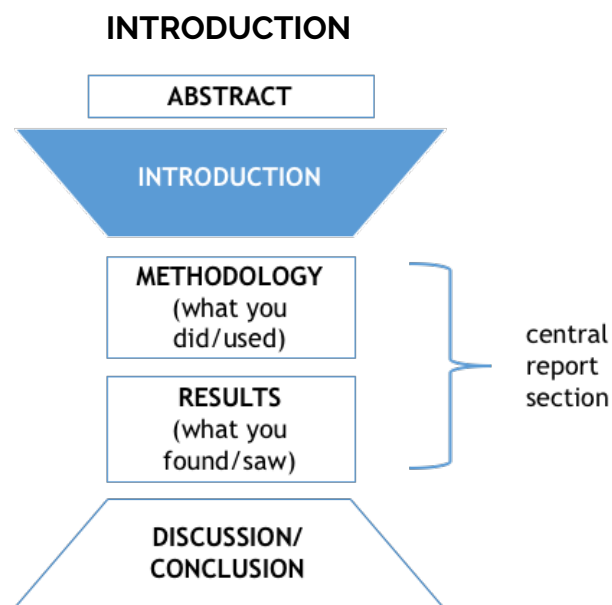 INTRODUCTION
ABSTRACT
INTRODUCTION
METHODOLOGY
(what you
did/used)
central
report
section
RESULTS
(what you
found/saw)
DISCUSSION/
CONCLUSION